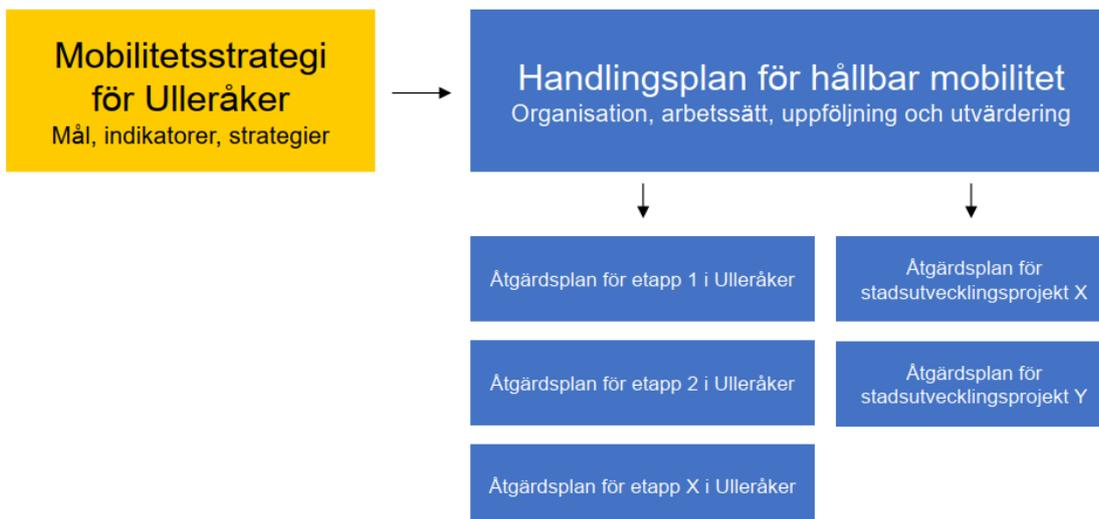 Mobilitetsstrategi
för Ulleråker
Mål, indikatorer, strategier
Handlingsplan för hållbar mobilitet
Organisation, arbetssätt, uppföljning och utvärdering
Åtgärdsplan för etapp 1 i Ulleråker
Åtgärdsplan för etapp 2 i Ulleråker
Åtgärdsplan för etapp X i Ulleråker
Åtgärdsplan för
stadsutvecklingsprojekt X
Åtgärdsplan för
stadsutvecklingsprojekt Y